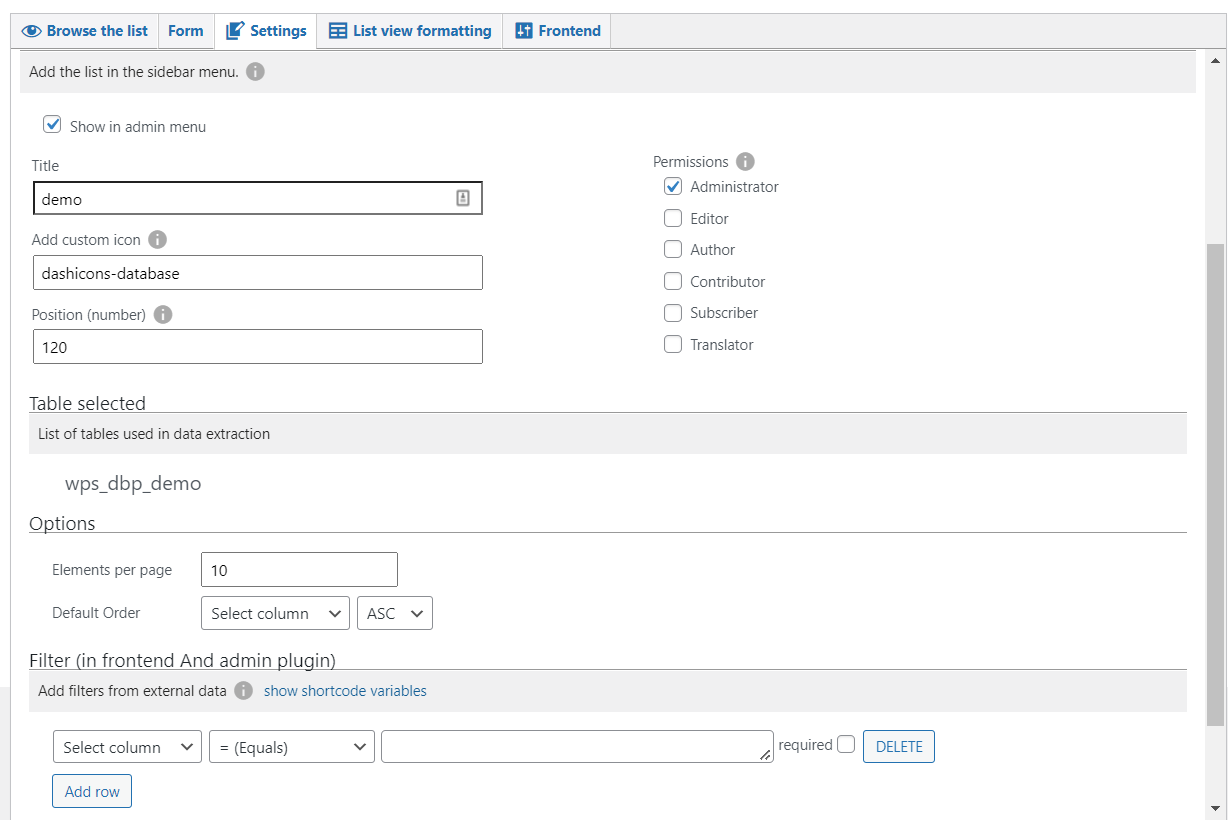 Browse the list Form Settings List view formatting Frontend
Add the list in the sidebar menu. i
Show in admin menu
Title
demo
Add custom icon i
dashicons-database
Position (number) i
120
Permissions i
Administrator
Editor
Author
Contributor
Subscriber
Translator
Table selected
List of tables used in data extraction
wps_dbp_demo
Options
Elements per page 10
Default Order Select column ASC
Filter (in frontend And admin plugin)
Add filters from external data i show shortcode variables
Select column = (Equals) required DELETE
Add row